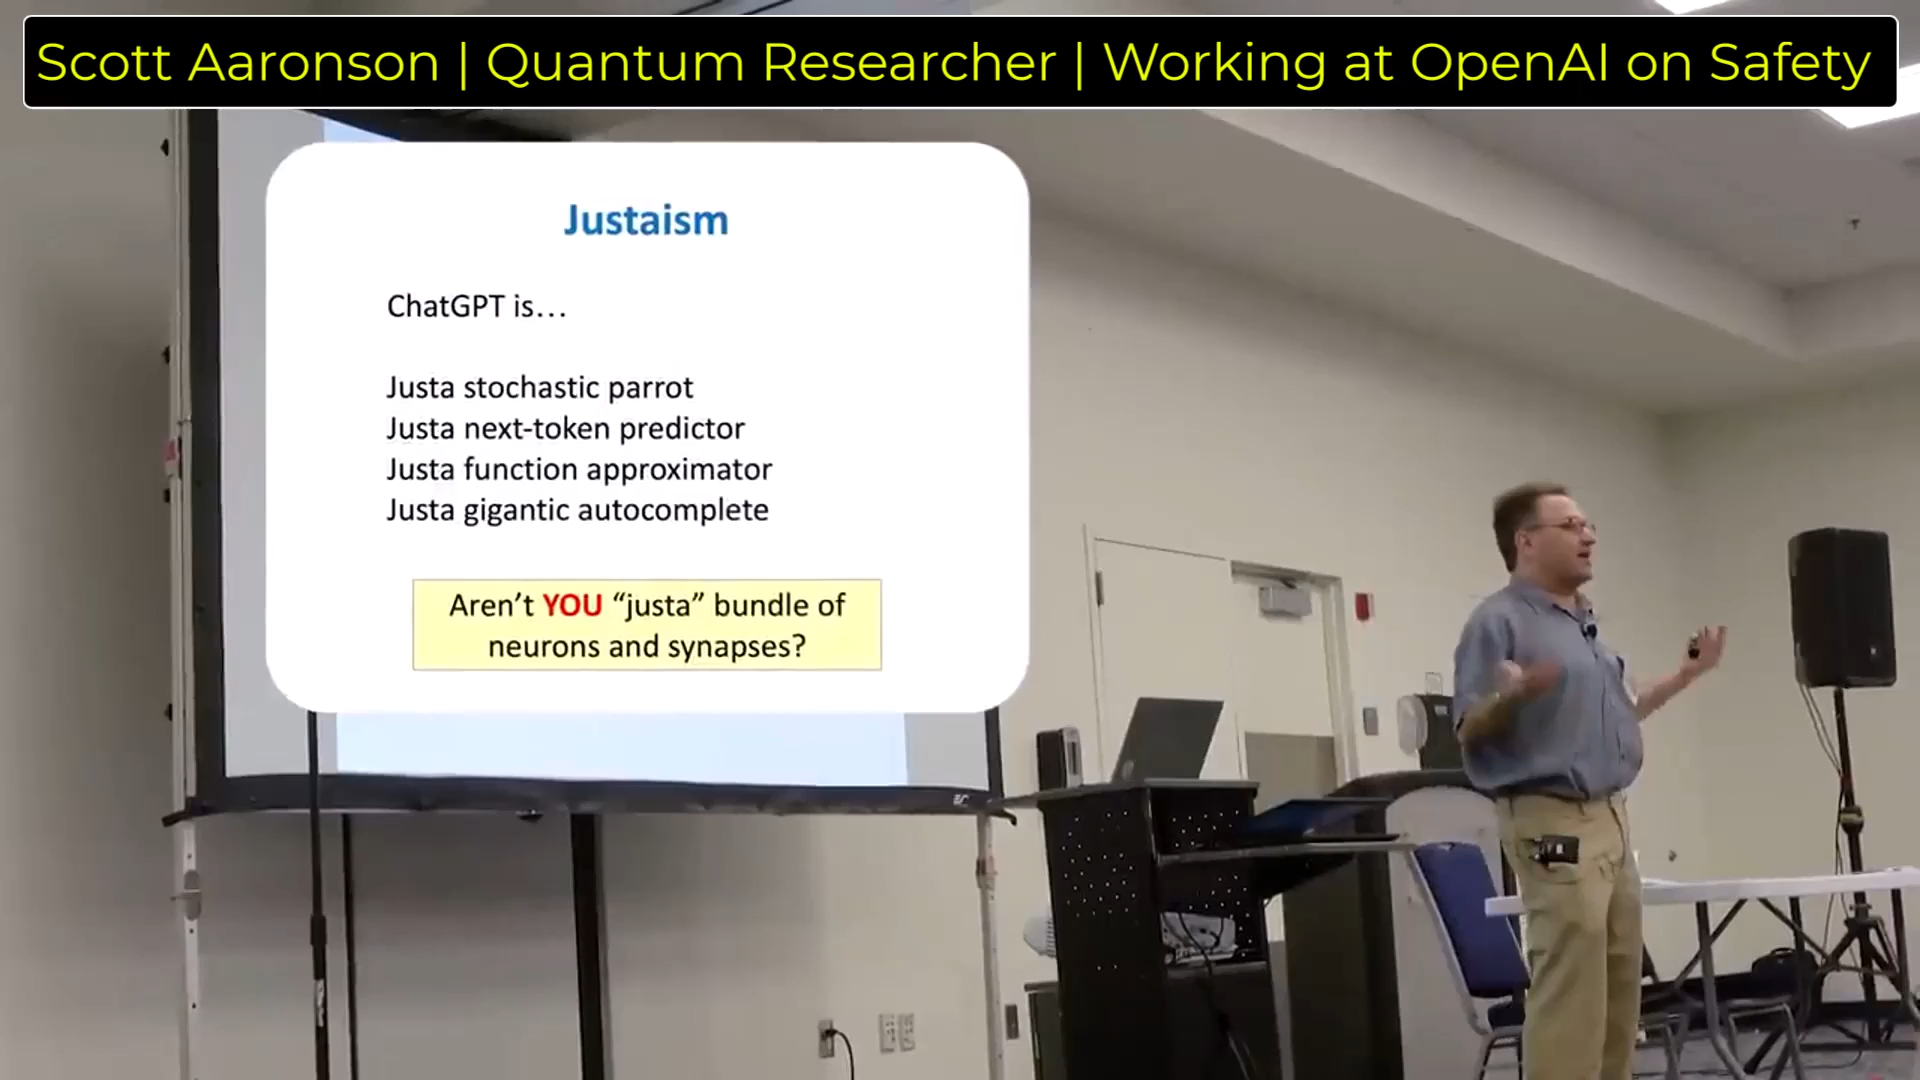 Scott Aaronson | Quantum Researcher | Working at OpenAI on Safety
Justaism
ChatGPT is…
Justa stochastic parrot
Justa next-token predictor
Justa function approximator
Justa gigantic autocomplete
Aren’t YOU “justa” bundle of
neurons and synapses?